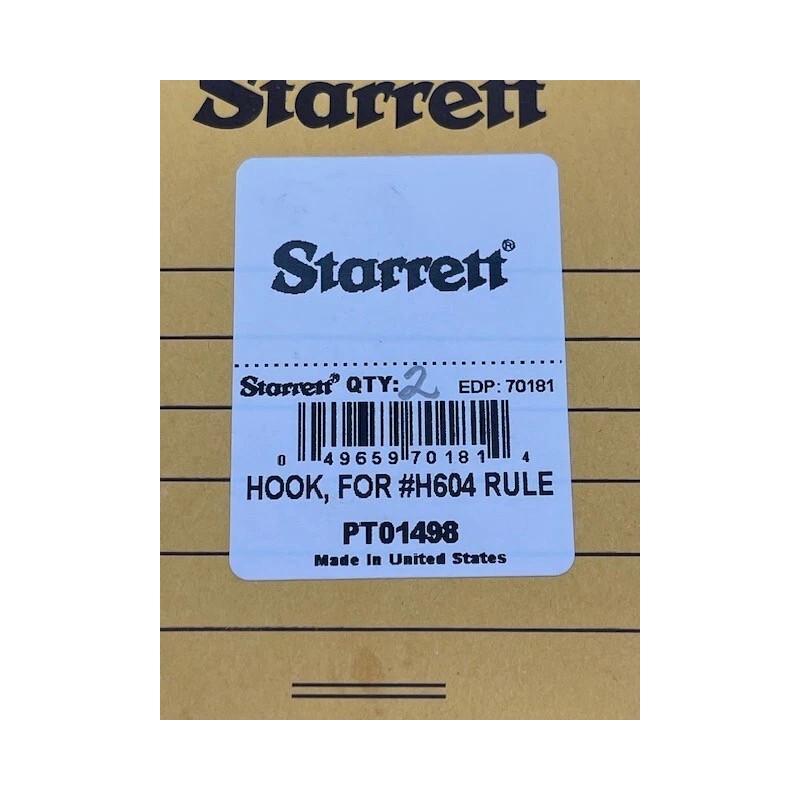 Starrett
Starrett®
Starrett® QTY: 2 EDP: 70181
0 49659 70181 4
HOOK, FOR #H604 RULE
PT01498
Made in United States